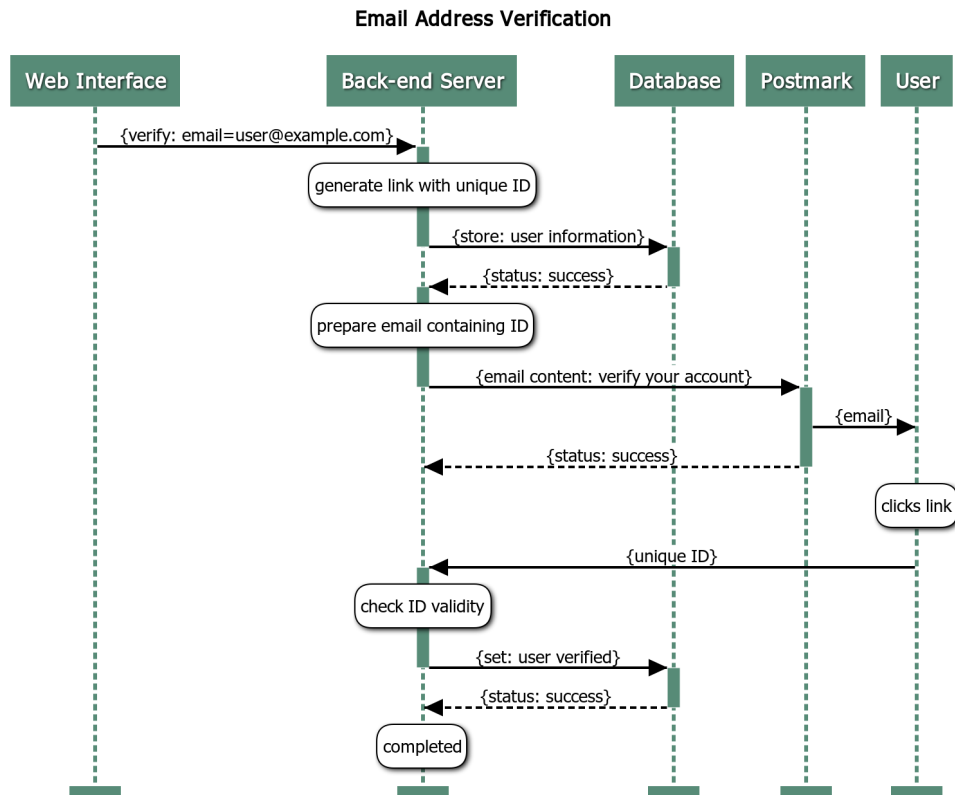 Email Address Verification
Web Interface
Back-end Server
Database
Postmark
User
{verify: email=user@example.com}
generate link with unique ID
{store: user information}
{status: success}
prepare email containing ID
{email content: verify your account}
{email}
{status: success}
clicks link
{unique ID}
check ID validity
{set: user verified}
{status: success}
completed